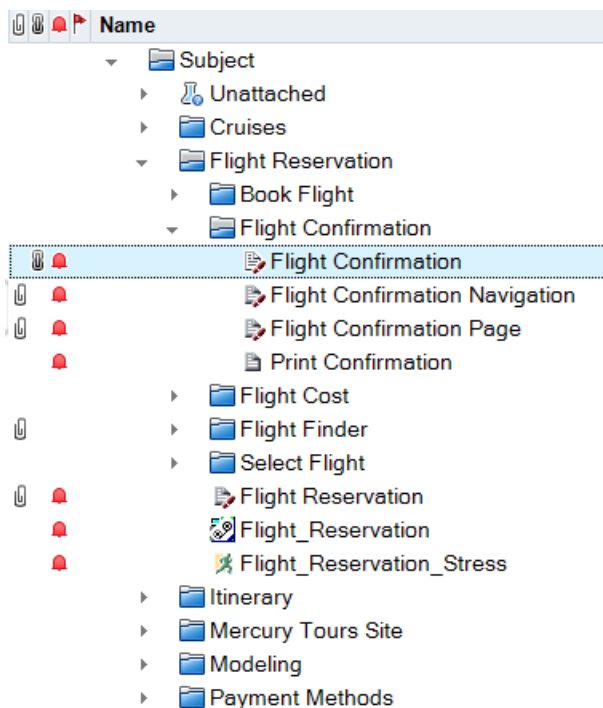 Name
Subject
Unattached
Cruises
Flight Reservation
Book Flight
Flight Confirmation
Flight Confirmation
Flight Confirmation Navigation
Flight Confirmation Page
Print Confirmation
Flight Cost
Flight Finder
Select Flight
Flight Reservation
Flight_Reservation
Flight_Reservation_Stress
Itinerary
Mercury Tours Site
Modeling
Payment Methods